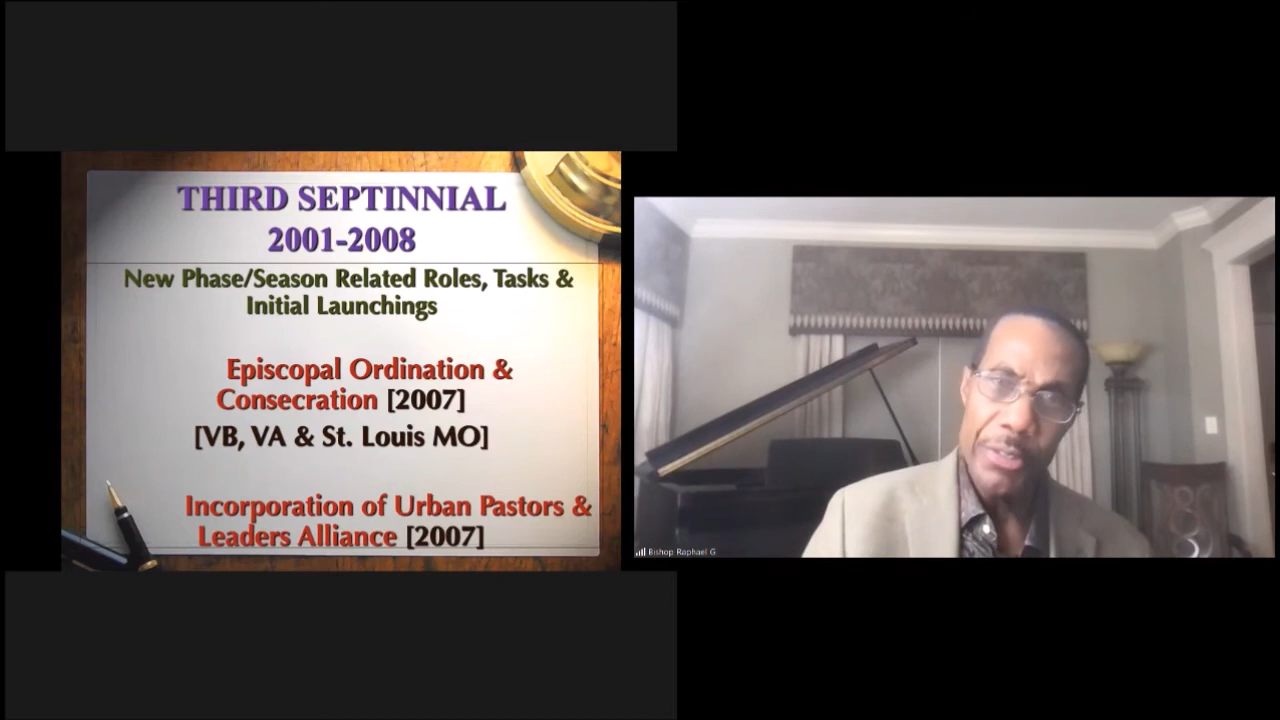 THIRD SEPTINNIAL
2001-2008
New Phase/Season Related Roles, Tasks &
Initial Launchings
Episcopal Ordination &
Consecration [2007]
[VB, VA & St. Louis MO]
Incorporation of Urban Pastors &
Leaders Alliance [2007]
Bishop Raphael G